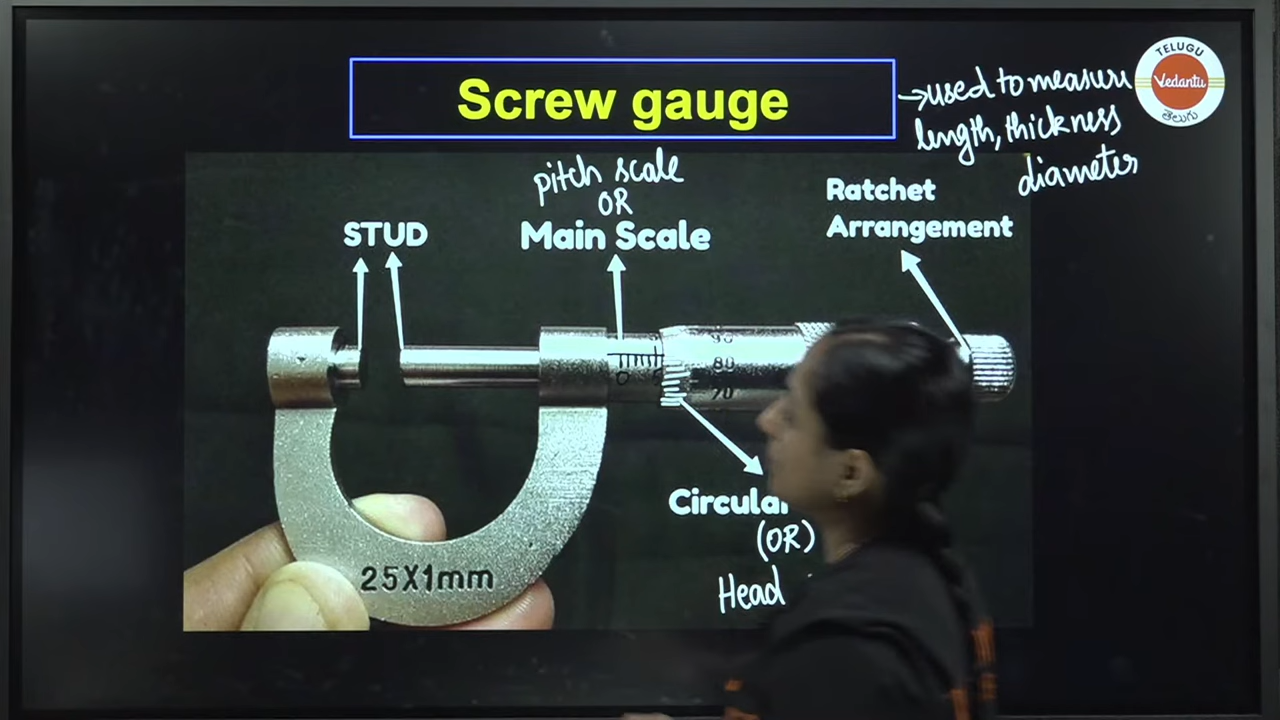 Screw gauge
→used to measure
length, thickness
diameter
TELUGU
Vedantu
తెలుగు
pitch scale
OR
Main Scale
STUD
Ratchet
Arrangement
0
90
80
70
Circular
(OR)
Head
25X1mm